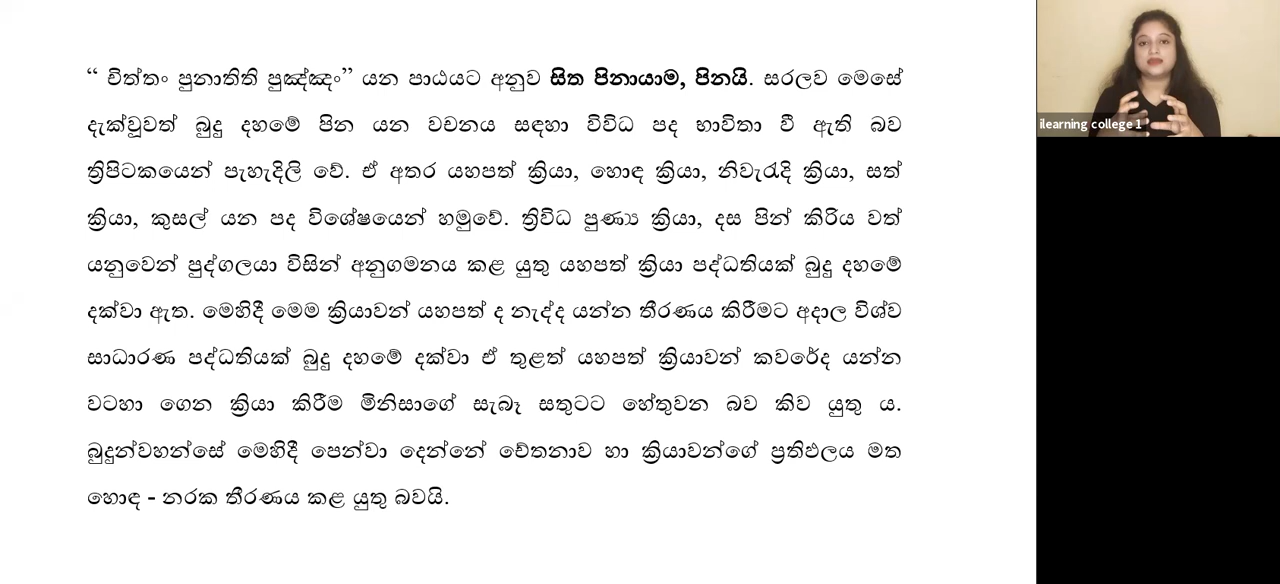 “ චිත්තං පුනාතිති පුඤ්ඤං” යන පාඨයට අනුව සිත පිනායාම, පිනයි. සරලව මෙසේ
දැක්වූවත් බුදු දහමේ පින යන වචනය සඳහා විවිධ පද භාවිතා වී ඇති බව
ත්‍රිපිටකයෙන් පැහැදිලි වේ. ඒ අතර යහපත් ක්‍රියා, හොඳ ක්‍රියා, නිවැරැදි ක්‍රියා, සත්
ක්‍රියා, කුසල් යන පද විශේෂයෙන් හමුවේ. ත්‍රිවිධ පුණ්‍ය ක්‍රියා, දස පින් කිරිය වත්
යනුවෙන් පුද්ගලයා විසින් අනුගමනය කළ යුතු යහපත් ක්‍රියා පද්ධතියක් බුදු දහමේ
දක්වා ඇත. මෙහිදී මෙම ක්‍රියාවන් යහපත් ද නැද්ද යන්න තීරණය කිරීමට අදාල විශ්ව
සාධාරණ පද්ධතියක් බුදු දහමේ දක්වා ඒ තුළත් යහපත් ක්‍රියාවන් කවරේද යන්න
වටහා ගෙන ක්‍රියා කිරීම මිනිසාගේ සැබෑ සතුටට හේතුවන බව කිව යුතු ය.
බුදුන්වහන්සේ මෙහිදී පෙන්වා දෙන්නේ චේතනාව හා ක්‍රියාවන්ගේ ප්‍රතිඵලය මත
හොඳ - නරක තීරණය කළ යුතු බවයි.
ilearning college 1